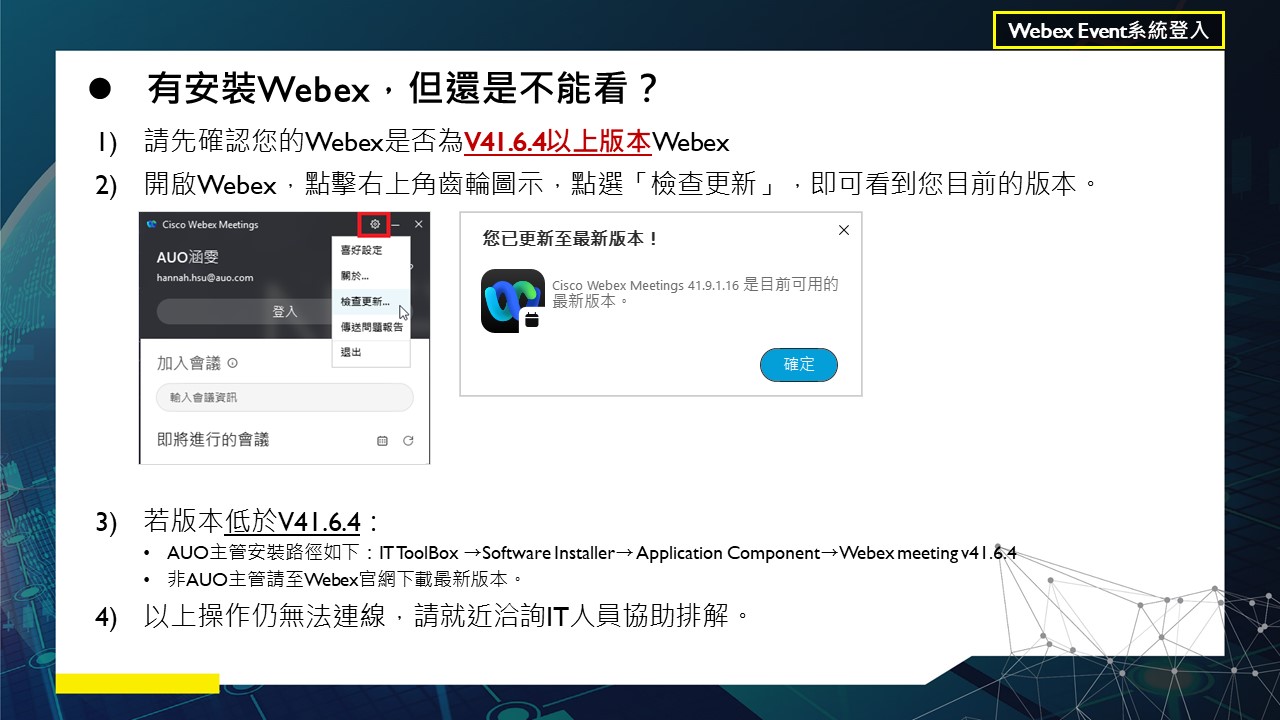 Webex Event系統登入
● 有安裝Webex，但還是不能看？
1) 請先確認您的Webex是否為V41.6.4以上版本Webex
2) 開啟Webex，點擊右上角齒輪圖示，點選「檢查更新」，即可看到您目前的版本。
Cisco Webex Meetings
AUO涵雯
hannah.hsu@auo.com
登入
喜好設定
關於...
檢查更新...
傳送問題報告
退出
加入會議
輸入會議資訊
即將進行的會議
您已更新至最新版本！
Cisco Webex Meetings 41.9.1.16 是目前可用的
最新版本。
確定
3) 若版本低於V41.6.4：
• AUO主管安裝路徑如下：IT ToolBox →Software Installer→ Application Component→Webex meeting v41.6.4
• 非AUO主管請至Webex官網下載最新版本。
4) 以上操作仍無法連線，請就近洽詢IT人員協助排解。